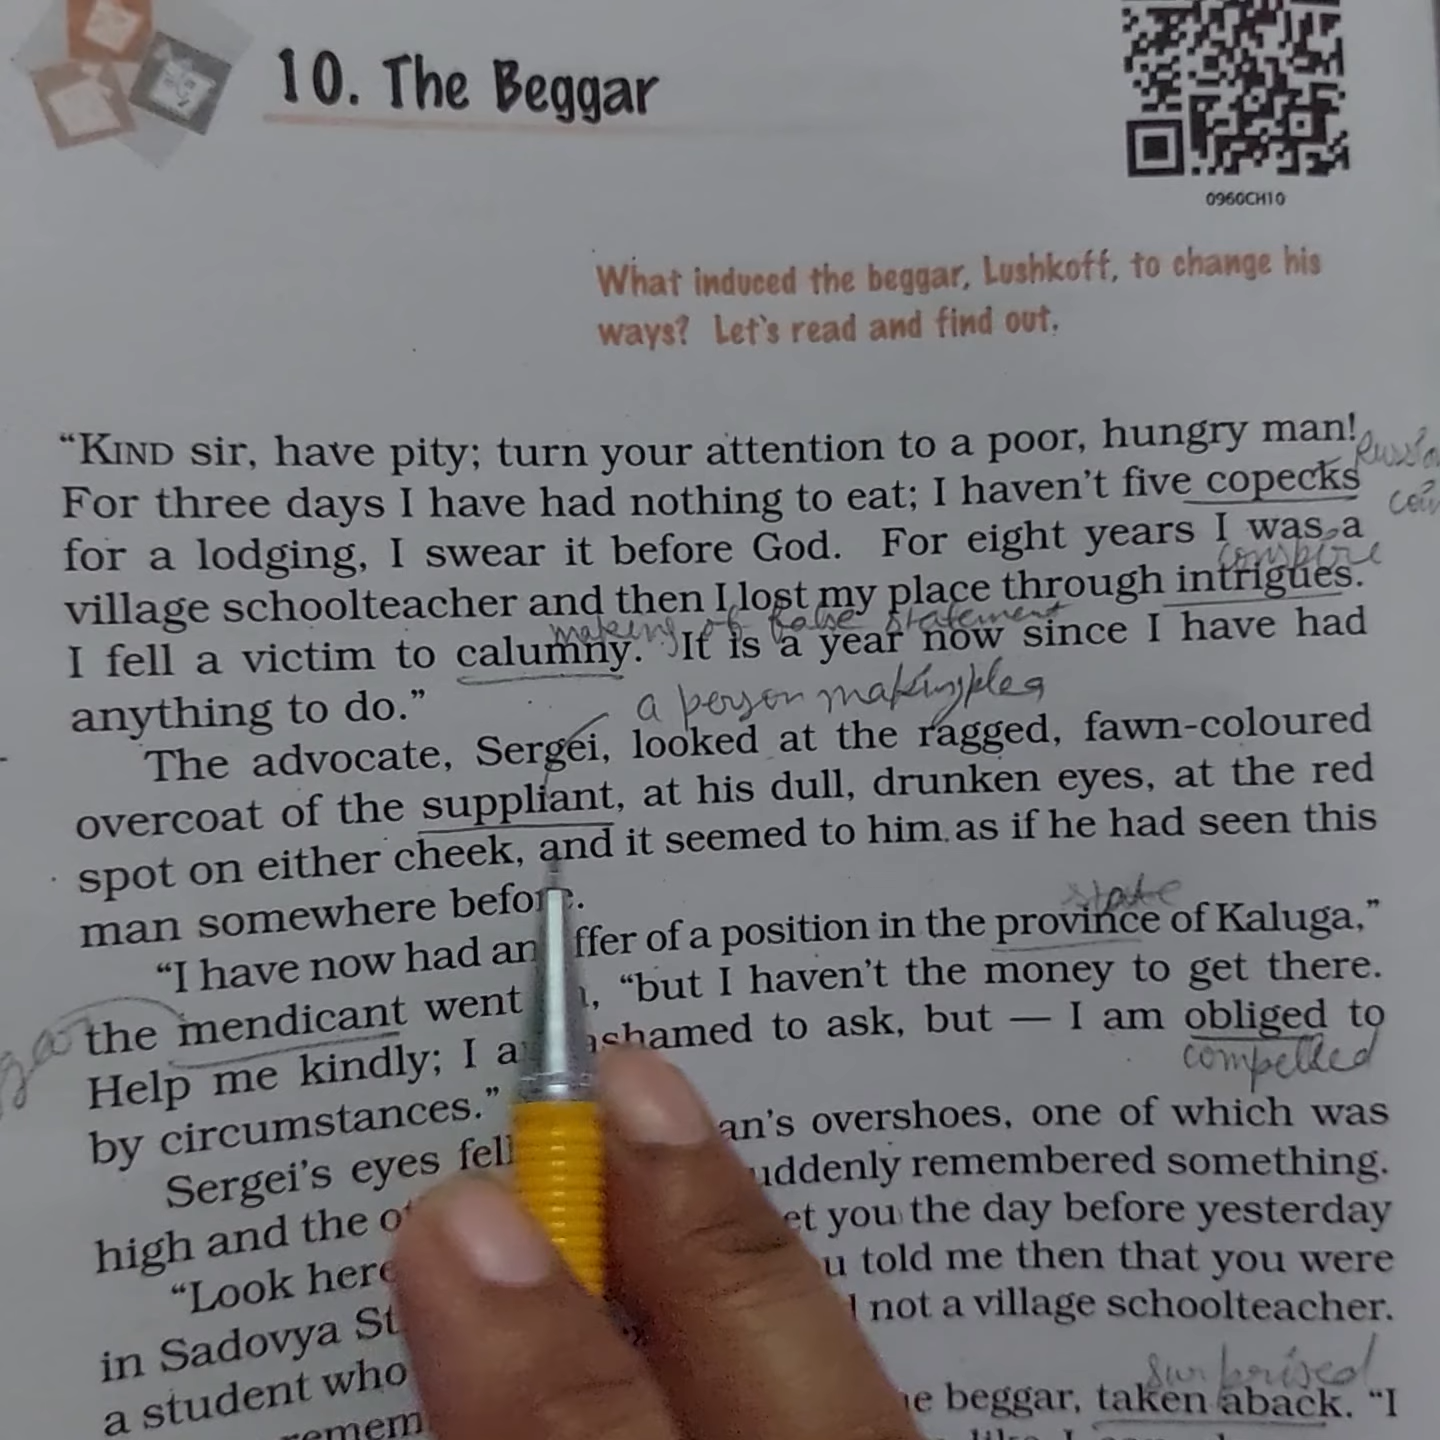 10. The Beggar
0960CH10
What induced the beggar, Lushkoff, to change his
ways? Let's read and find out.
“KIND sir, have pity; turn your attention to a poor, hungry man!
For three days I have had nothing to eat; I haven't five copecks
for a lodging, I swear it before God. For eight years I was a
conspire
village schoolteacher and then I lost my place through intrigues.
making of false statement
I fell a victim to calumny. It is a year now since I have had
anything to do.”
a person making plea
The advocate, Sergei, looked at the ragged, fawn-coloured
overcoat of the suppliant, at his dull, drunken eyes, at the red
spot on either cheek, and it seemed to him as if he had seen this
man somewhere before.
state
“I have now had an offer of a position in the province of Kaluga,”
the mendicant went “but I haven't the money to get there.
Help me kindly; I ashamed to ask, but — I am obliged to
compelled
by circumstances.”
Sergei's eyes fell overshoes, one of which was
high and the suddenly remembered something.
“Look here you the day before yesterday
in Sadovya told me then that you were
a student who not a village schoolteacher.
surprised
beggar, taken aback. “I